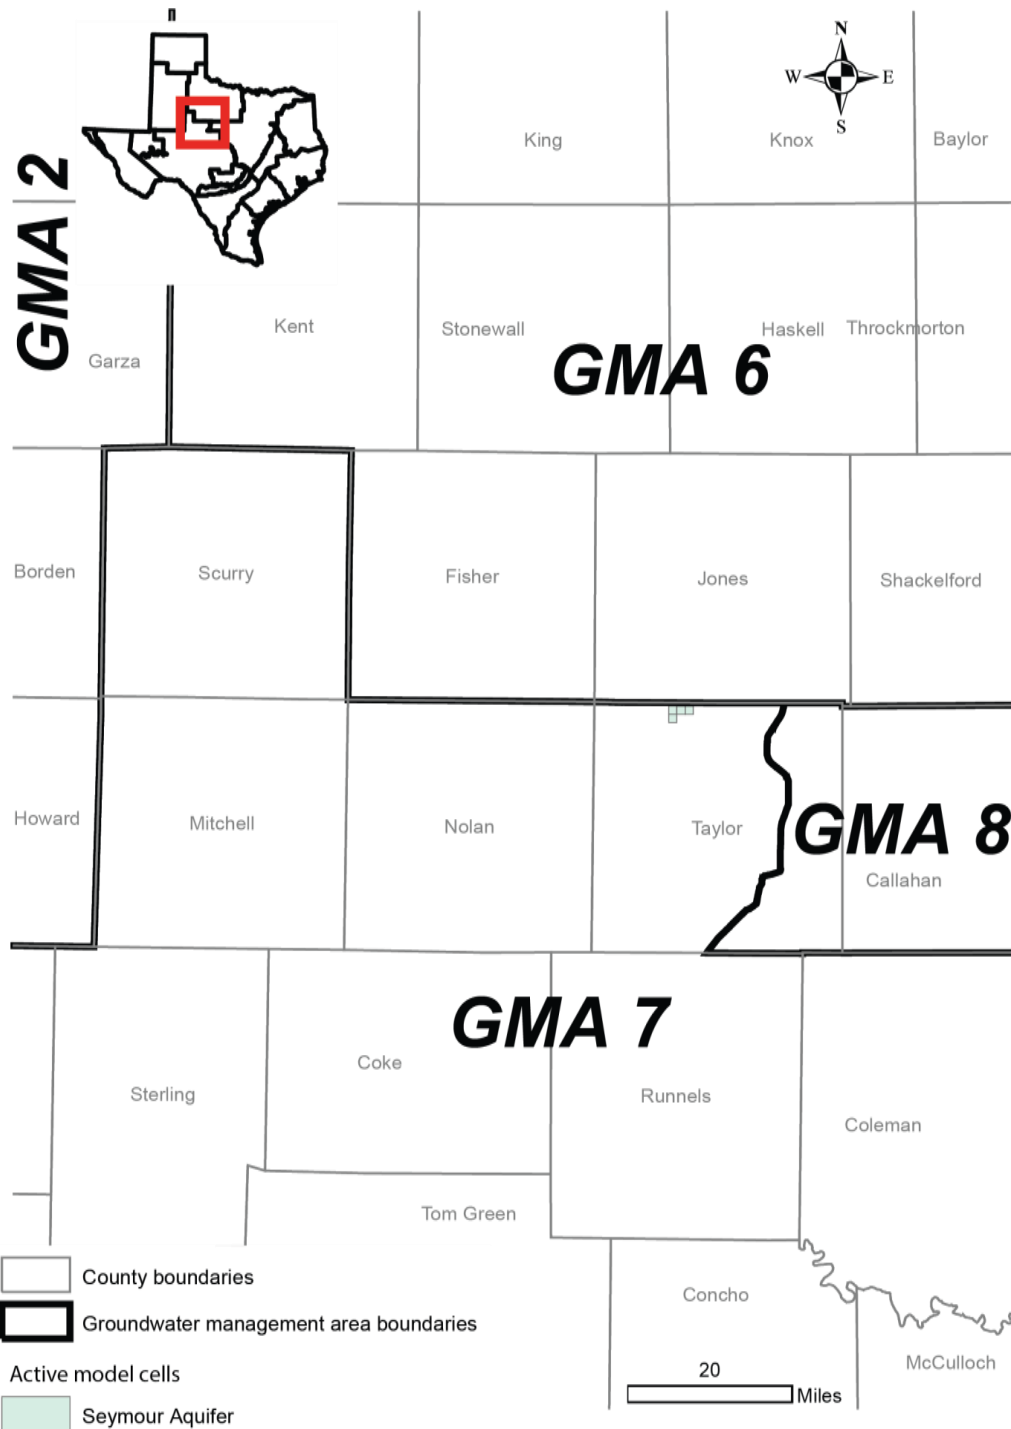 N
W E
S
King
Knox
Baylor
GMA 2
Kent
Stonewall
Haskell
Throckmorton
Garza
GMA 6
Borden
Scurry
Fisher
Jones
Shackelford
Howard
Mitchell
Nolan
Taylor
GMA 8
Callahan
GMA 7
Coke
Sterling
Runnels
Coleman
Tom Green
County boundaries
Concho
Groundwater management area boundaries
McCulloch
Active model cells
20
Miles
Seymour Aquifer